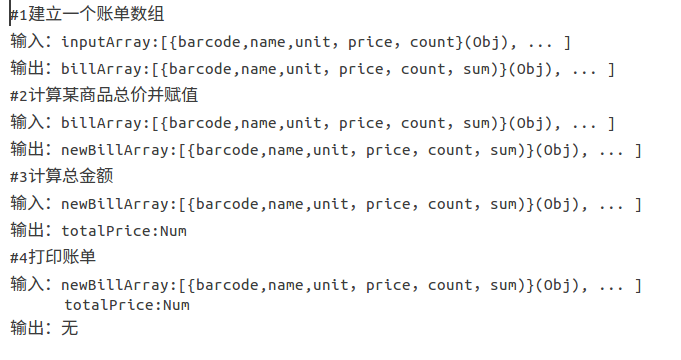 #1建立一个账单数组
输入：inputArray:[{barcode,name,unit，price，count}(Obj), ... ]
输出：billArray:[{barcode,name,unit，price，count，sum)}(Obj), ... ]
#2计算某商品总价并赋值
输入：billArray:[{barcode,name,unit，price，count，sum)}(Obj), ... ]
输出：newBillArray:[{barcode,name,unit，price，count，sum)}(Obj), ... ]
#3计算总金额
输入：newBillArray:[{barcode,name,unit，price，count，sum)}(Obj), ... ]
输出：totalPrice:Num
#4打印账单
输入：newBillArray:[{barcode,name,unit，price，count，sum)}(Obj), ... ]
totalPrice:Num
输出：无